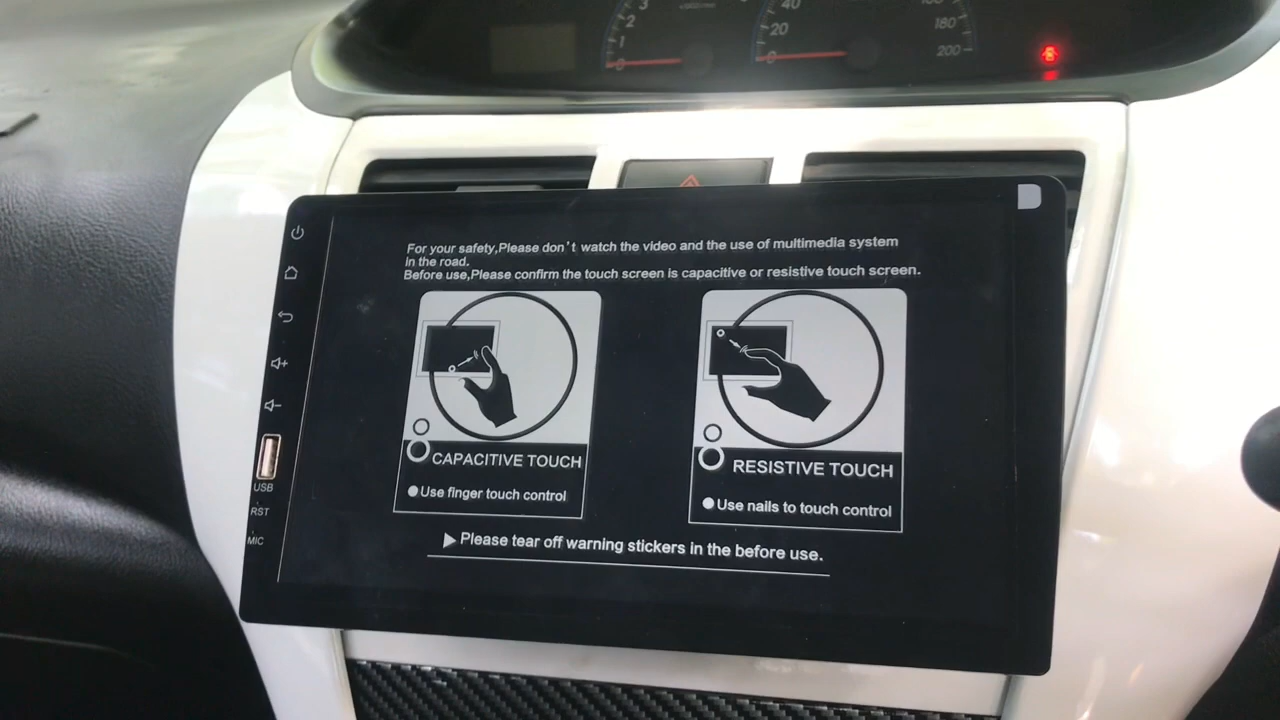 3
2
1
0
40
20
0
180
200
For your safety,Please don't watch the video and the use of multimedia system
in the road.
Before use,Please confirm the touch screen is capacitive or resistive touch screen.
CAPACITIVE TOUCH
Use finger touch control
RESISTIVE TOUCH
Use nails to touch control
Please tear off warning stickers in the before use.
USB
RST
MIC